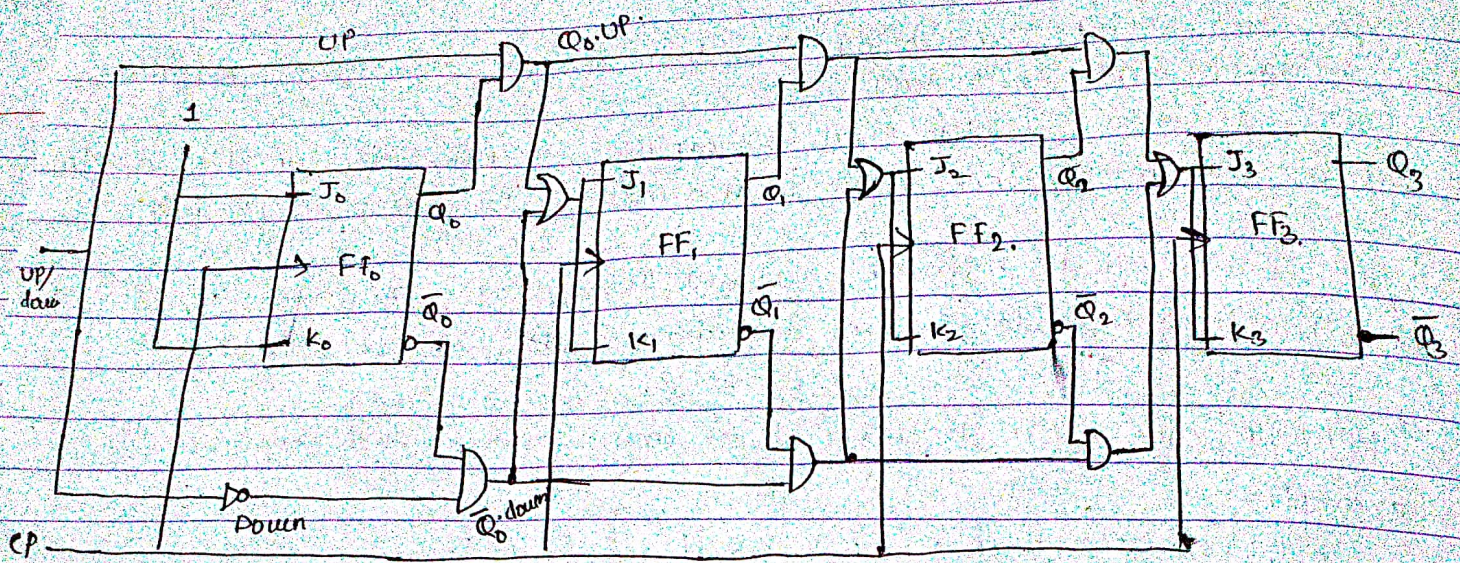 UP
Q₀.UP.
1
J₀
Q₀
J₁
Q₁
J₂
Q₂
J₃
Q₃
UP/
down
FF₀
FF₁
FF₂.
FF₃.
K₀
Q̅₀
K₁
Q̅₁
K₂
Q̅₂
K₃
Q̅₃
Down
Q̅₀.down
CP